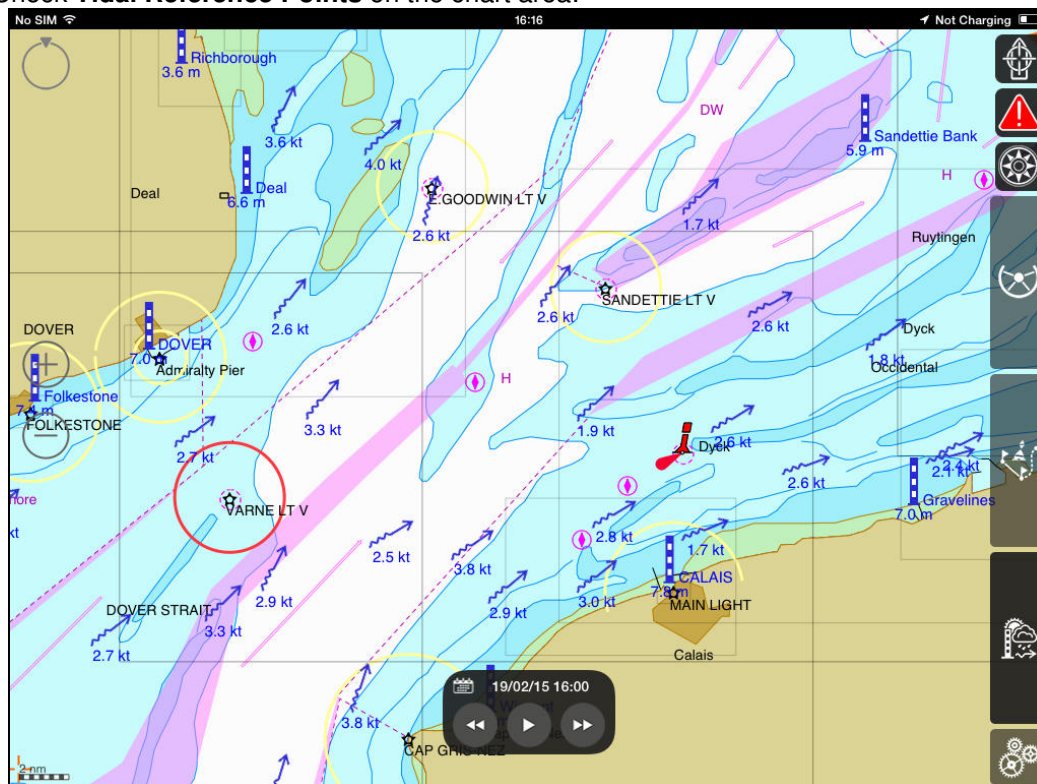 Check Tidal Reference Points on the chart area.
No SIM
16:16
Not Charging
Richborough
3.6 m
3.6 kt
4.0 kt
DW
Sandettie Bank
5.9 m
Deal
Deal
6.6 m
E.GOODWIN LT V
2.6 kt
H
1.7 kt
Ruytingen
SANDETTIE LT V
2.6 kt
2.6 kt
2.6 kt
DOVER
DOVER
7.0 m
Admiralty Pier
Dyck
1.8 kt
Occidental
Folkestone
H
FOLKESTONE
3.3 kt
1.9 kt
2.6 kt
Dyck
2.7 kt
2.6 kt
2.1 kt
2.4 kt
Gravelines
7.0 m
VARNE LT V
kt
2.5 kt
2.8 kt
3.8 kt
1.7 kt
CALAIS
7.8 m
MAIN LIGHT
2.9 kt
2.9 kt
3.0 kt
DOVER STRAIT
3.3 kt
2.7 kt
Calais
19/02/15 16:00
3.8 kt
CAP GRIS NEZ
2 nm